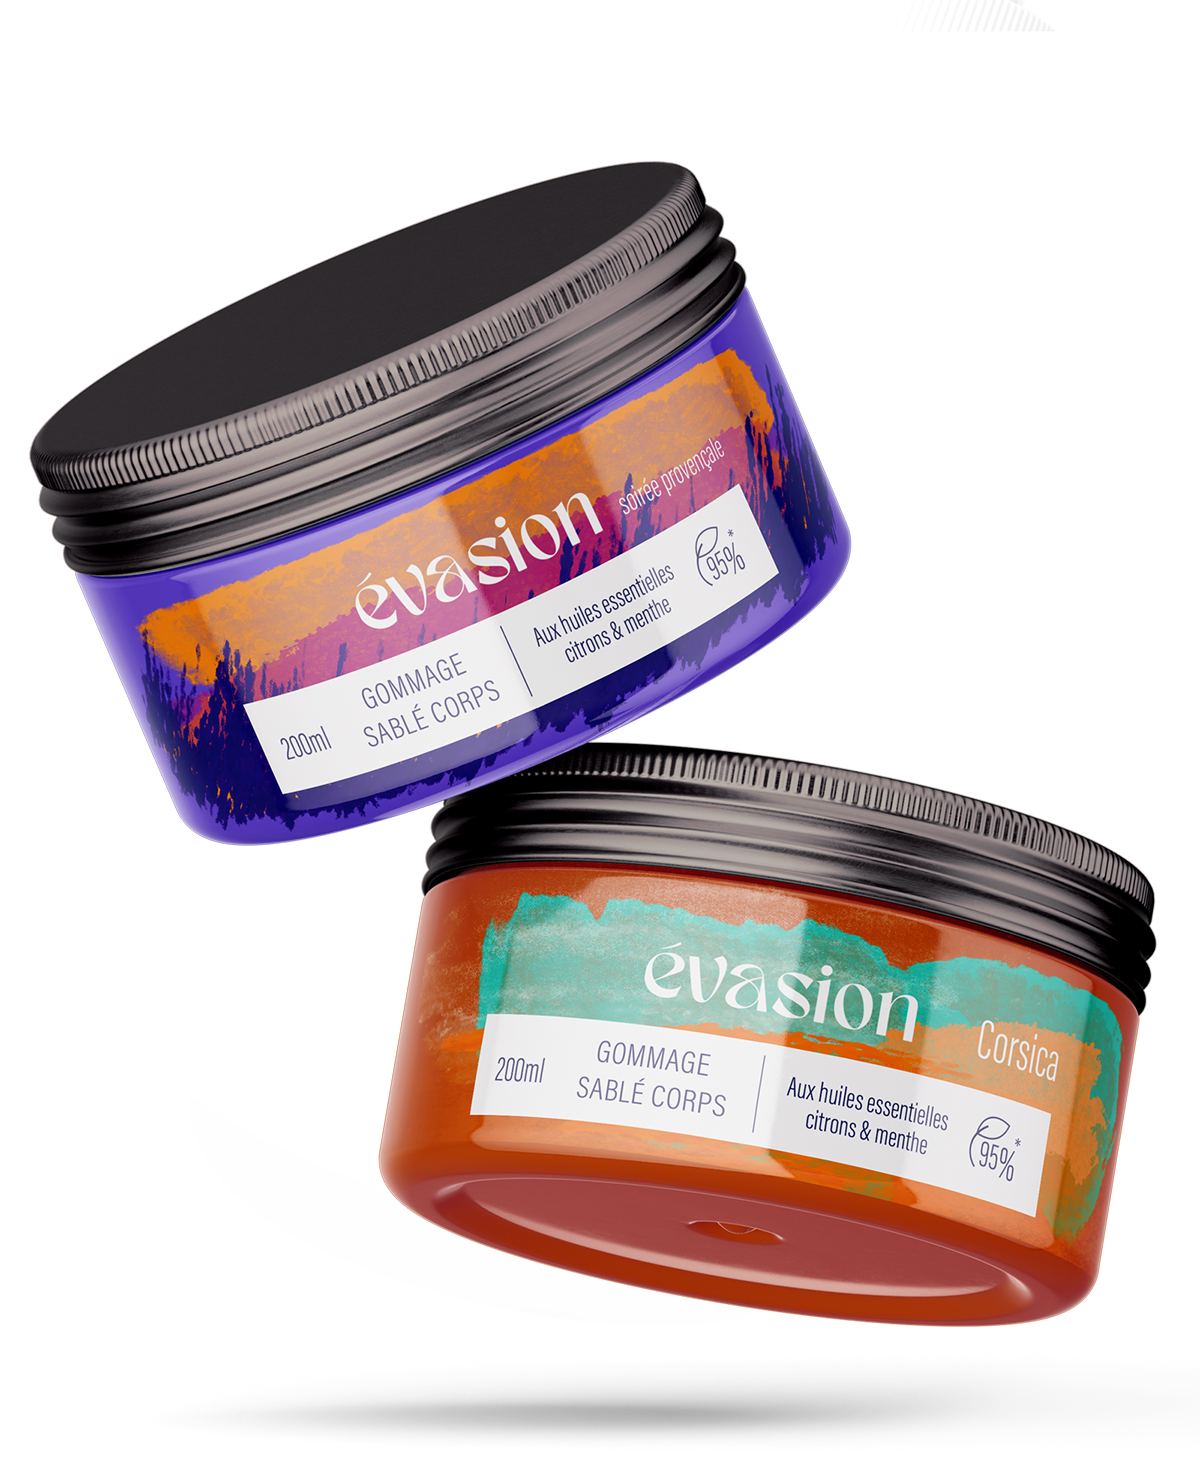 évasion soirée provençale
200ml
GOMMAGE
SABLÉ CORPS
Aux huiles essentielles
citrons & menthe
95%*
évasion
Corsica
200ml
GOMMAGE
SABLÉ CORPS
Aux huiles essentielles
citrons & menthe
95%*